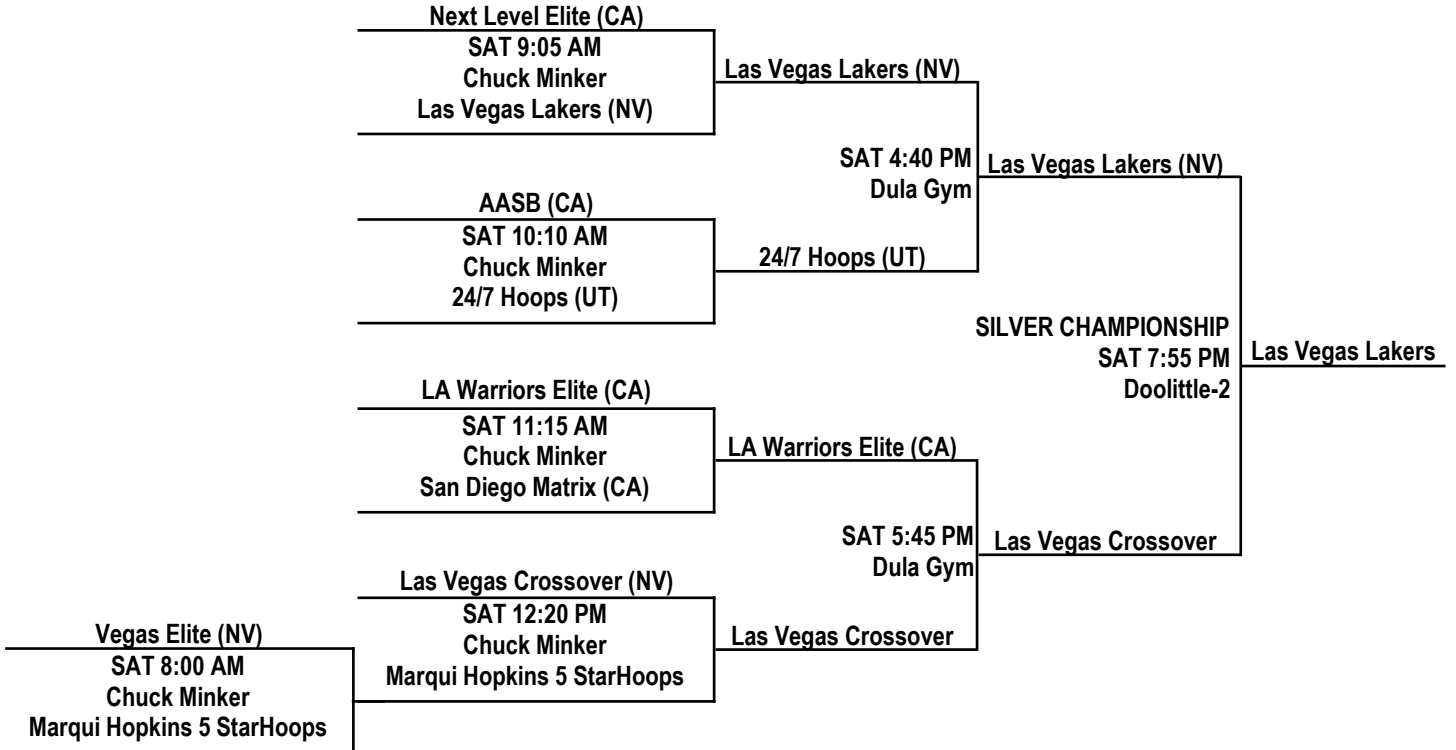 Next Level Elite (CA)
SAT 9:05 AM
Chuck Minker
Las Vegas Lakers (NV)
Las Vegas Lakers (NV)
SAT 4:40 PM
Dula Gym
Las Vegas Lakers (NV)
AASB (CA)
SAT 10:10 AM
Chuck Minker
24/7 Hoops (UT)
24/7 Hoops (UT)
SILVER CHAMPIONSHIP
SAT 7:55 PM
Doolittle-2
Las Vegas Lakers
LA Warriors Elite (CA)
SAT 11:15 AM
Chuck Minker
San Diego Matrix (CA)
LA Warriors Elite (CA)
SAT 5:45 PM
Dula Gym
Las Vegas Crossover
Las Vegas Crossover (NV)
SAT 12:20 PM
Chuck Minker
Marqui Hopkins 5 StarHoops
Las Vegas Crossover
Vegas Elite (NV)
SAT 8:00 AM
Chuck Minker
Marqui Hopkins 5 StarHoops